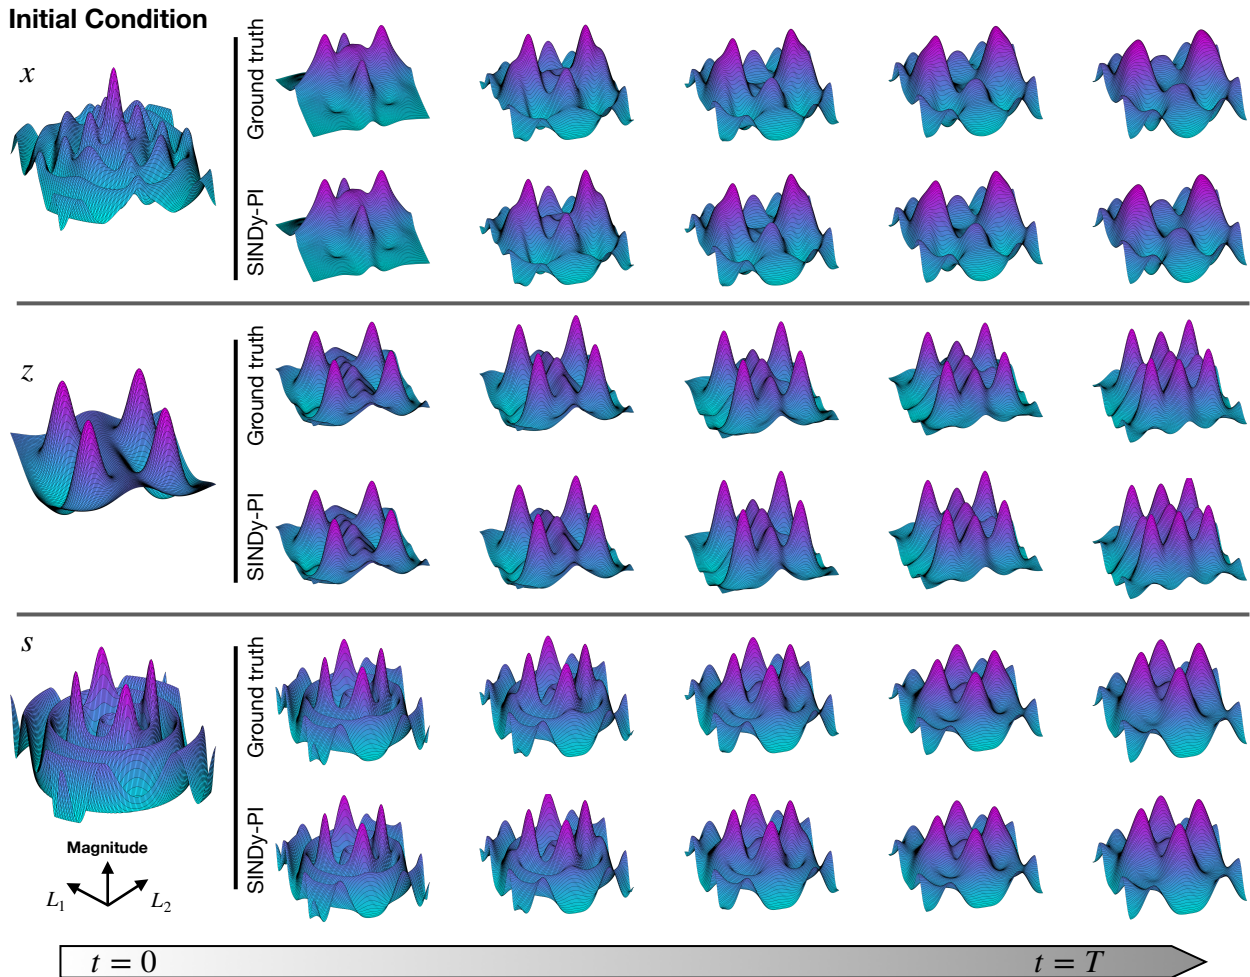 Initial Condition
x
Ground truth
SINDy-PI
z
Ground truth
SINDy-PI
s
Ground truth
SINDy-PI
Magnitude
L₁
L₂
t = 0
t = T